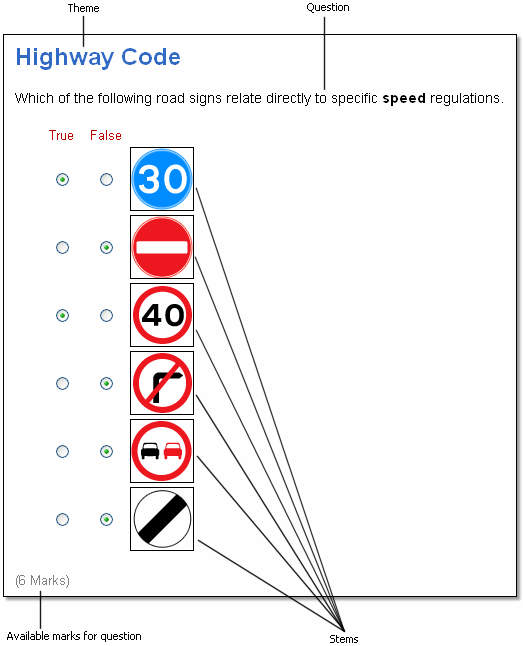 Theme
Question
Highway Code
Which of the following road signs relate directly to specific speed regulations.
True False
30
40
(6 Marks)
Available marks for question
Stems